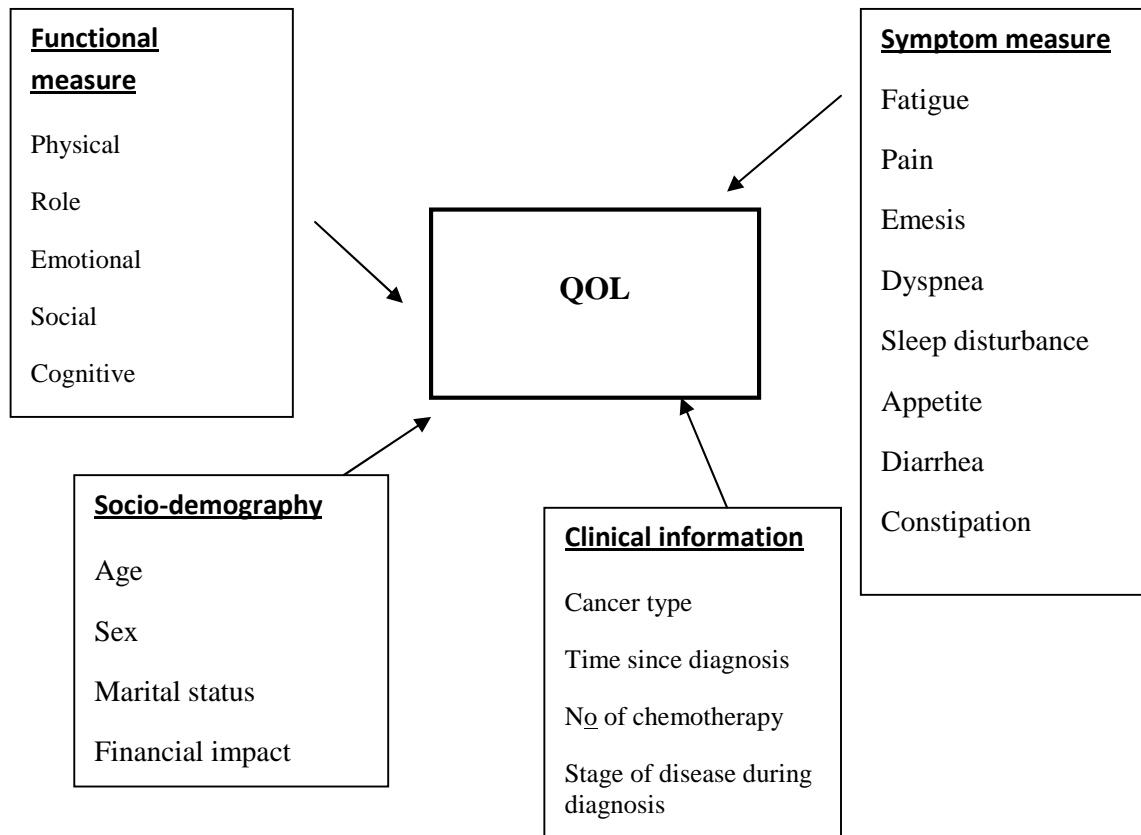 Functional
measure
Physical
Role
Emotional
Social
Cognitive
Symptom measure
Fatigue
Pain
Emesis
Dyspnea
Sleep disturbance
Appetite
Diarrhea
Constipation
QOL
Socio-demography
Age
Sex
Marital status
Financial impact
Clinical information
Cancer type
Time since diagnosis
No of chemotherapy
Stage of disease during
diagnosis